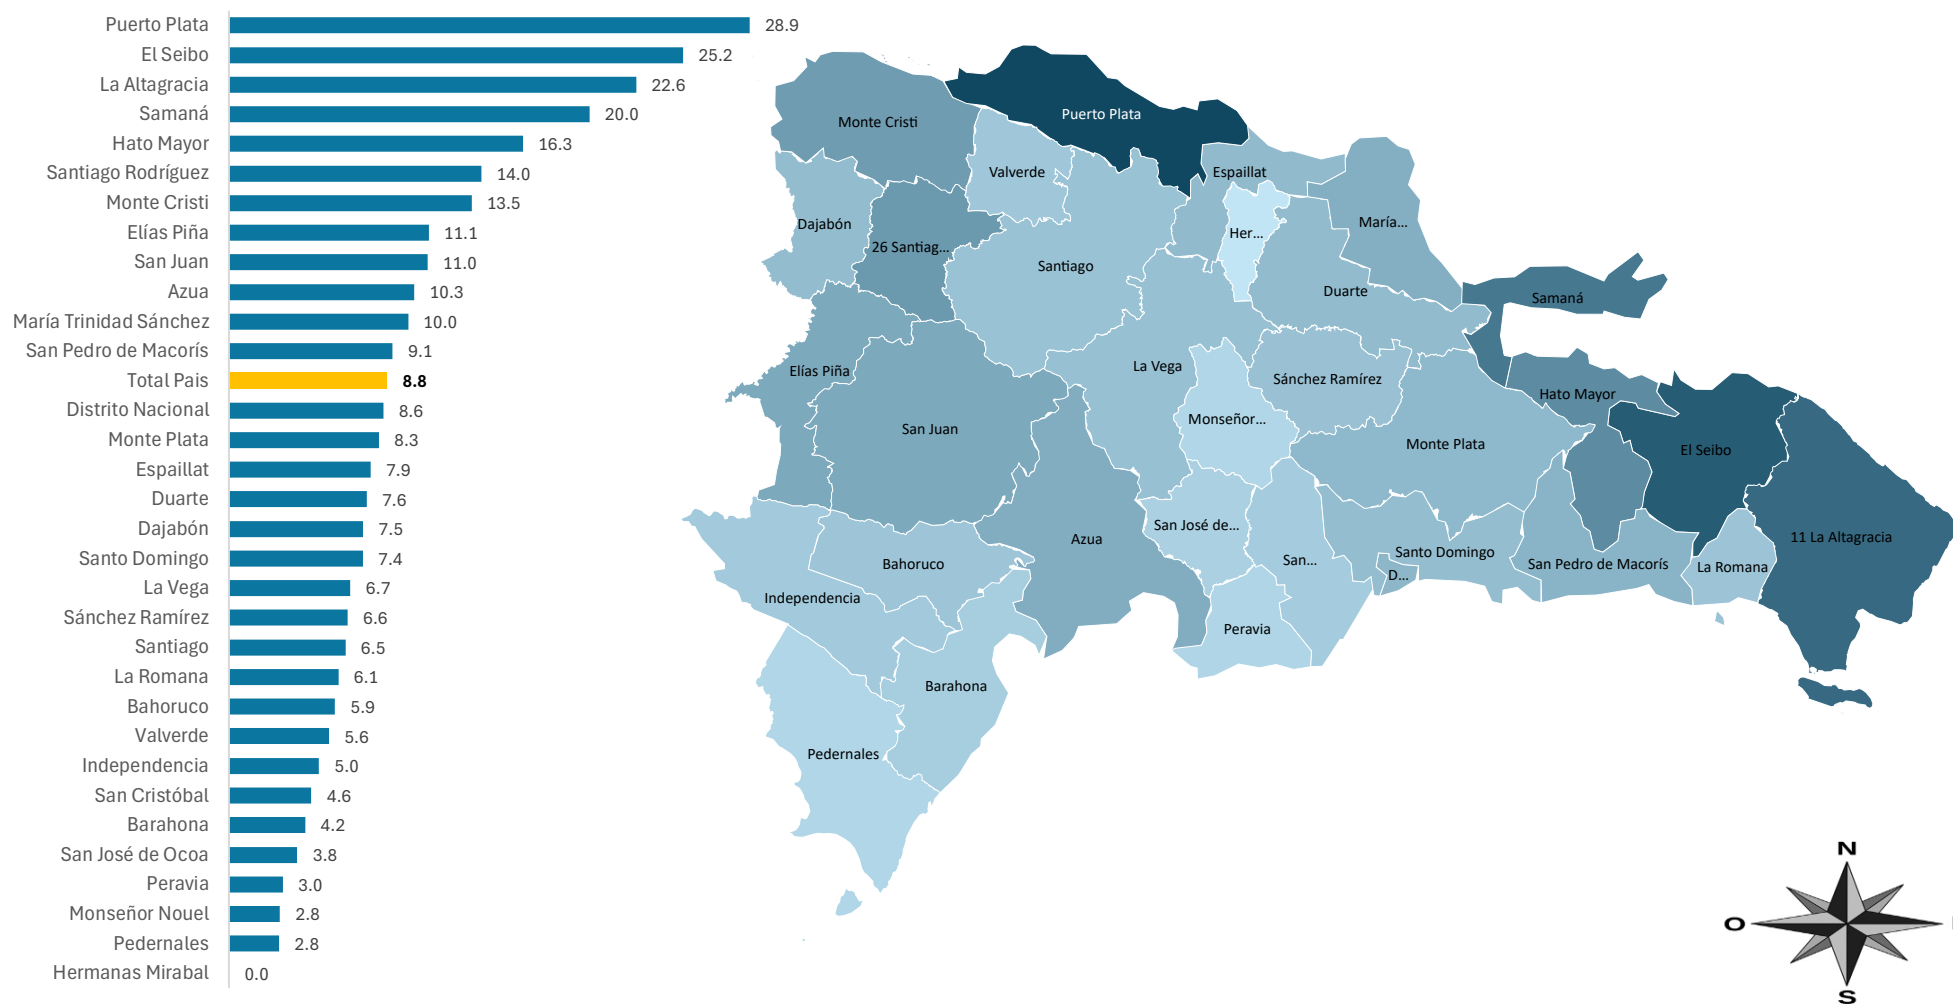 Puerto Plata 28.9
El Seibo 25.2
La Altagracia 22.6
Samaná 20.0
Hato Mayor 16.3
Santiago Rodríguez 14.0
Monte Cristi 13.5
Elías Piña 11.1
San Juan 11.0
Azua 10.3
María Trinidad Sánchez 10.0
San Pedro de Macorís 9.1
Total Pais 8.8
Distrito Nacional 8.6
Monte Plata 8.3
Espaillat 7.9
Duarte 7.6
Dajabón 7.5
Santo Domingo 7.4
La Vega 6.7
Sánchez Ramírez 6.6
Santiago 6.5
La Romana 6.1
Bahoruco 5.9
Valverde 5.6
Independencia 5.0
San Cristóbal 4.6
Barahona 4.2
San José de Ocoa 3.8
Peravia 3.0
Monseñor Nouel 2.8
Pedernales 2.8
Hermanas Mirabal 0.0
Puerto Plata
Monte Cristi
Valverde
Espaillat
Dajabón
María...
Her...
26 Santiag...
Santiago
Duarte
Samaná
Elías Piña
La Vega
Sánchez Ramírez
Hato Mayor
Monseñor...
San Juan
Monte Plata
El Seibo
San José de...
Azua
11 La Altagracia
Santo Domingo
San...
Bahoruco
San Pedro de Macorís
La Romana
D...
Independencia
Peravia
Barahona
Pedernales
N
O
S